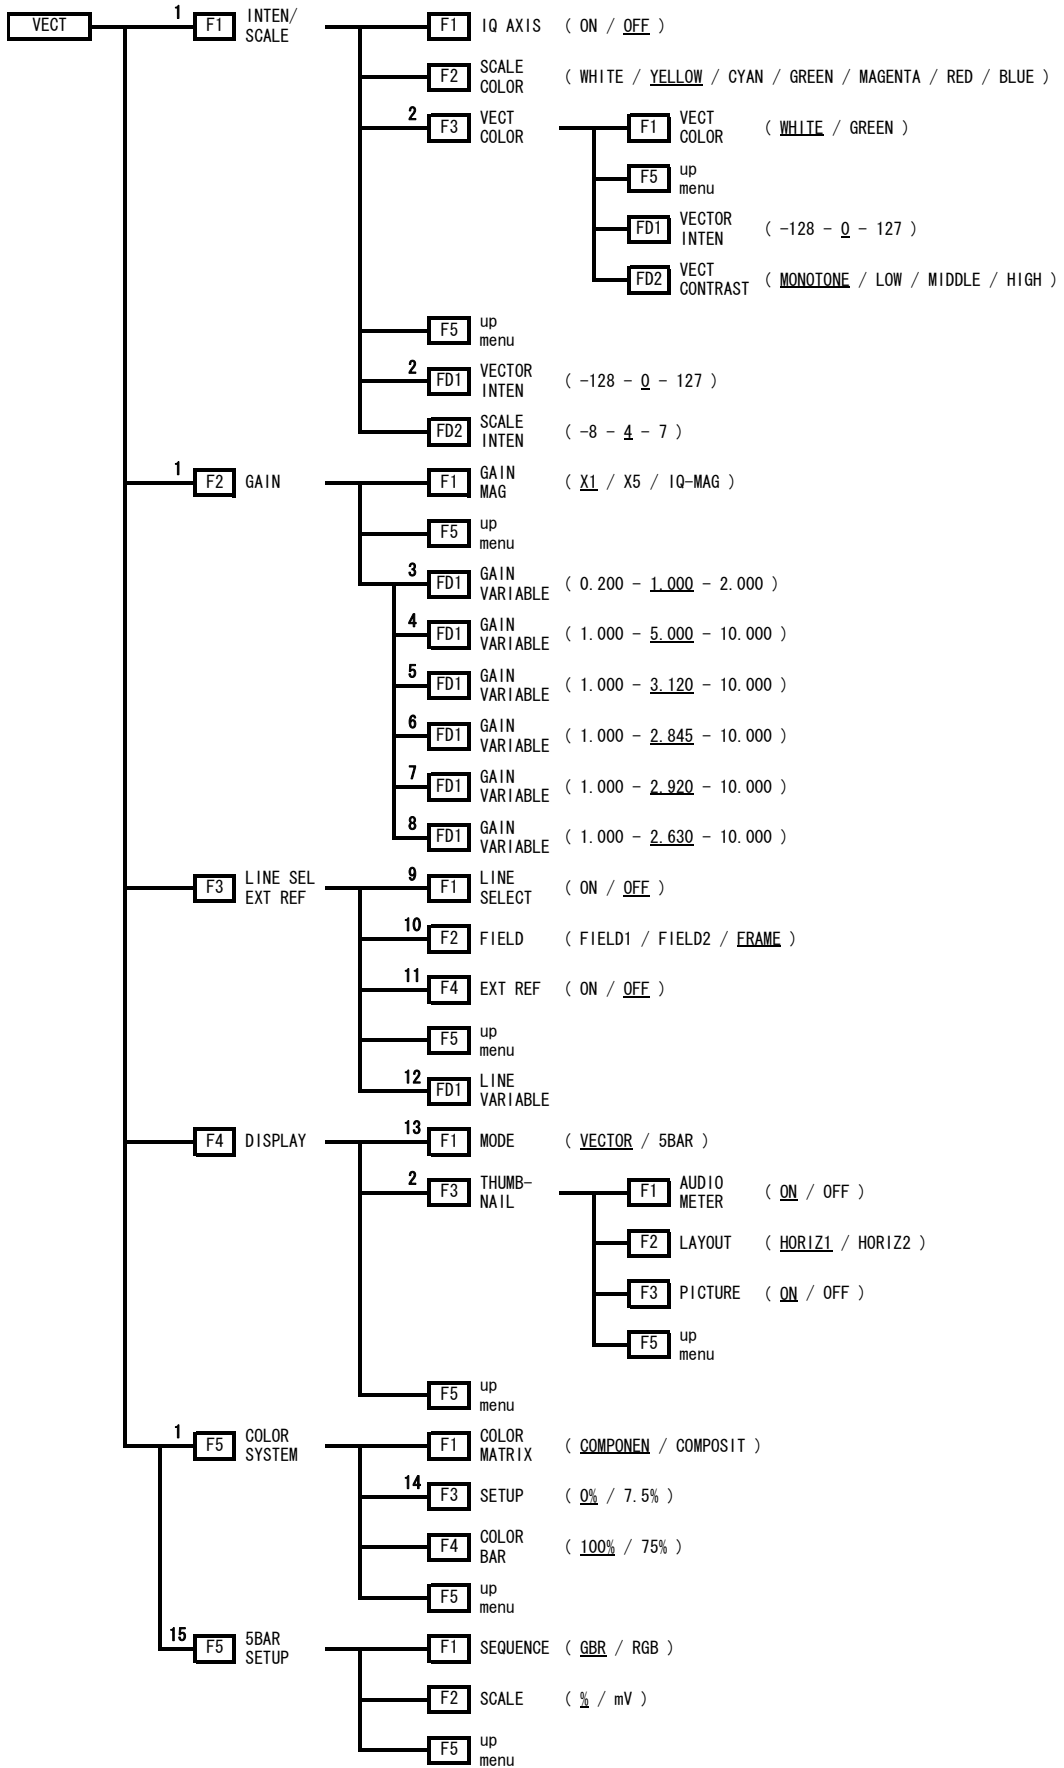 VECT
1 F1 INTEN/ SCALE
F1 IQ AXIS ( ON / OFF )
F2 SCALE COLOR ( WHITE / YELLOW / CYAN / GREEN / MAGENTA / RED / BLUE )
2 F3 VECT COLOR
F1 VECT COLOR ( WHITE / GREEN )
F5 up menu
FD1 VECTOR INTEN ( -128 - 0 - 127 )
FD2 VECT CONTRAST ( MONOTONE / LOW / MIDDLE / HIGH )
F5 up menu
2 FD1 VECTOR INTEN ( -128 - 0 - 127 )
FD2 SCALE INTEN ( -8 - 4 - 7 )
1 F2 GAIN
F1 GAIN MAG ( X1 / X5 / IQ-MAG )
F5 up menu
3 FD1 GAIN VARIABLE ( 0.200 - 1.000 - 2.000 )
4 FD1 GAIN VARIABLE ( 1.000 - 5.000 - 10.000 )
5 FD1 GAIN VARIABLE ( 1.000 - 3.120 - 10.000 )
6 FD1 GAIN VARIABLE ( 1.000 - 2.845 - 10.000 )
7 FD1 GAIN VARIABLE ( 1.000 - 2.920 - 10.000 )
8 FD1 GAIN VARIABLE ( 1.000 - 2.630 - 10.000 )
F3 LINE SEL EXT REF
9 F1 LINE SELECT ( ON / OFF )
10 F2 FIELD ( FIELD1 / FIELD2 / FRAME )
11 F4 EXT REF ( ON / OFF )
F5 up menu
12 FD1 LINE VARIABLE
F4 DISPLAY
13 F1 MODE ( VECTOR / 5BAR )
2 F3 THUMB- NAIL
F1 AUDIO METER ( ON / OFF )
F2 LAYOUT ( HORIZ1 / HORIZ2 )
F3 PICTURE ( ON / OFF )
F5 up menu
F5 up menu
1 F5 COLOR SYSTEM
F1 COLOR MATRIX ( COMPONEN / COMPOSIT )
14 F3 SETUP ( 0% / 7.5% )
F4 COLOR BAR ( 100% / 75% )
F5 up menu
15 F5 5BAR SETUP
F1 SEQUENCE ( GBR / RGB )
F2 SCALE ( % / mV )
F5 up menu